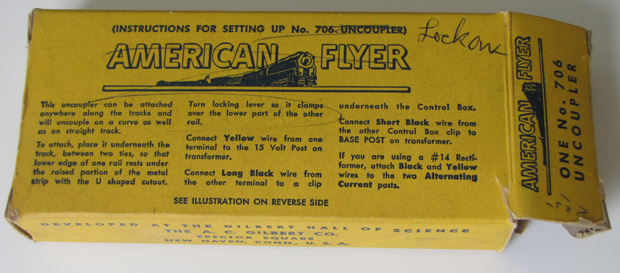 (INSTRUCTIONS FOR SETTING UP No. 706 UNCOUPLER)
AMERICAN FLYER
This uncoupler can be attached
anywhere along the tracks and
will uncouple on a curve as well
as on straight track.
To attach, place it underneath the
track, between two ties, so that
lower edge of one rail rests under
the raised portion of the metal
strip with the U shaped cutout.
Turn locking lever so it clamps
over the lower part of the other
rail.
Connect Yellow wire from one
terminal to the 15 Volt Post on
transformer.
Connect Long Black wire from
the other terminal to a clip
underneath the Control Box.
Connect Short Black wire from
the other Control Box clip to
BASE POST on transformer.
If you are using a #14 Recti-
former, attach Black and Yellow
wires to the two Alternating
Current posts.
SEE ILLUSTRATION ON REVERSE SIDE
DEVELOPED AT THE GILBERT HALL OF SCIENCE
THE A. C. GILBERT CO.
ERECTOR SQUARE
NEW HAVEN, CONN., U. S. A.
AMERICAN FLYER
ONE No. 706
UNCOUPLER